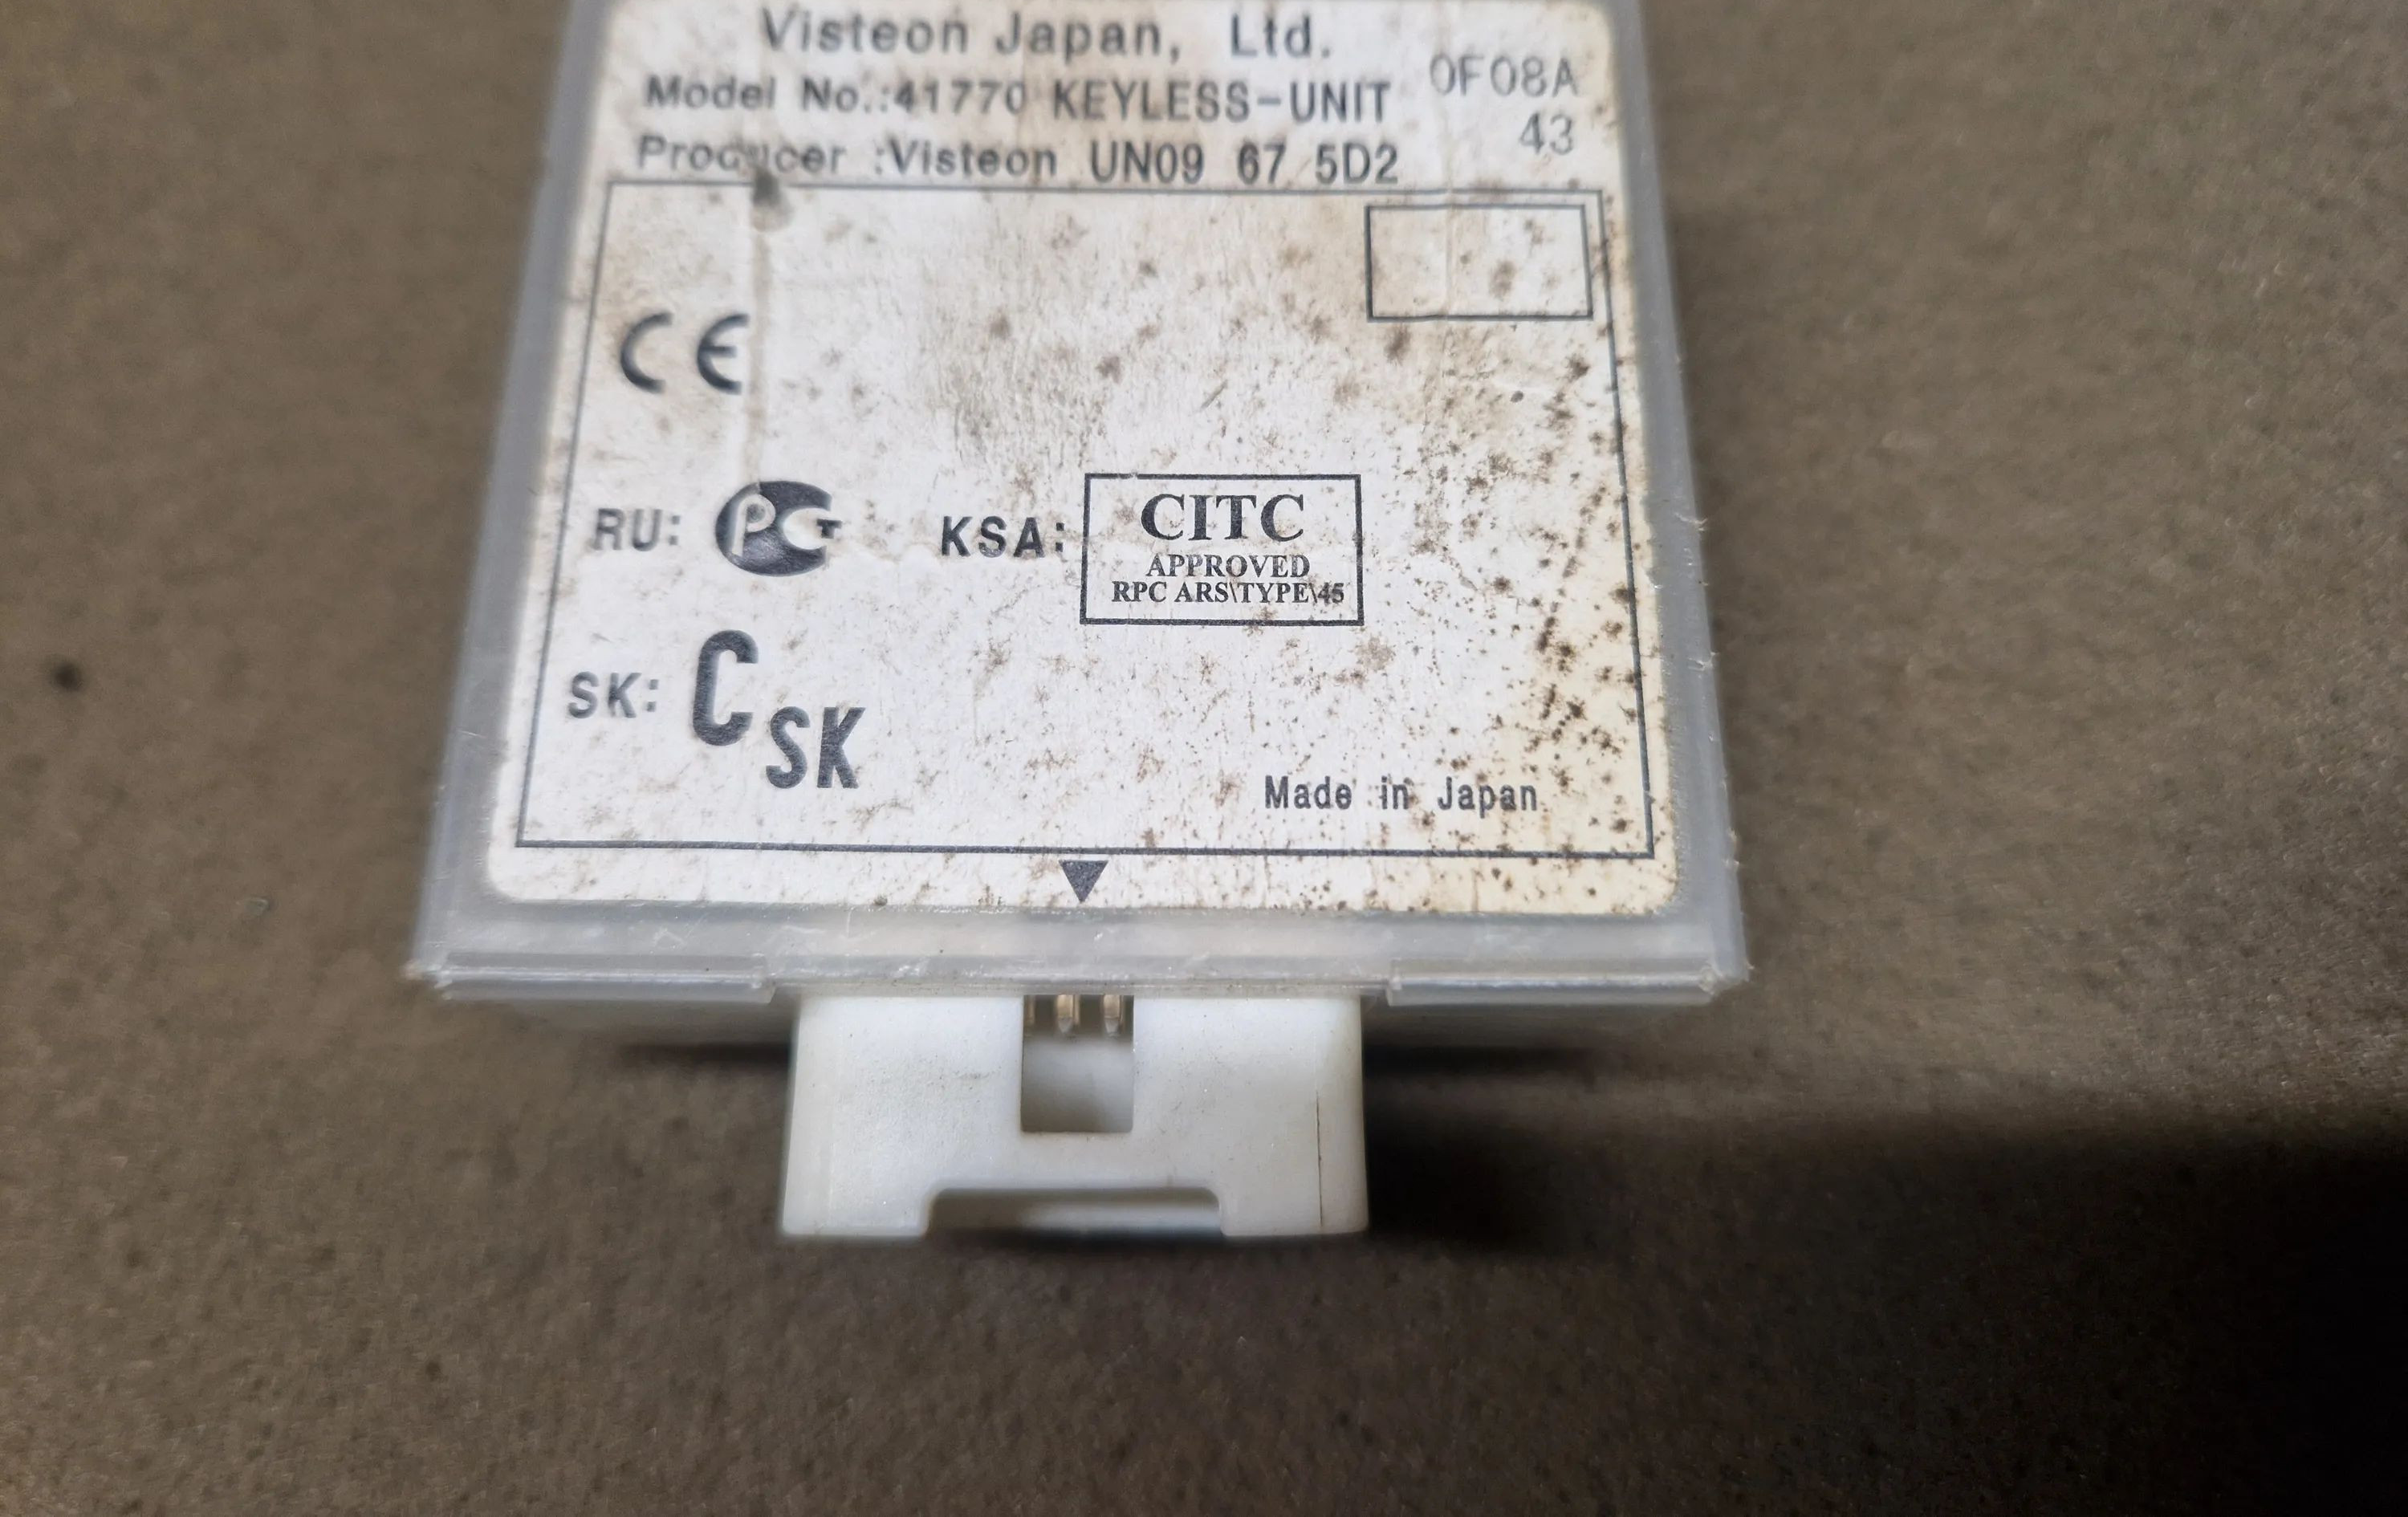 Visteon Japan, Ltd.
Model No.:41770 KEYLESS-UNIT 0F08A
43
Producer :Visteon UN09 67 5D2
CE
RU: PCT KSA: CITC
APPROVED
RPC ARS\TYPE\45
SK: CSK
Made in Japan